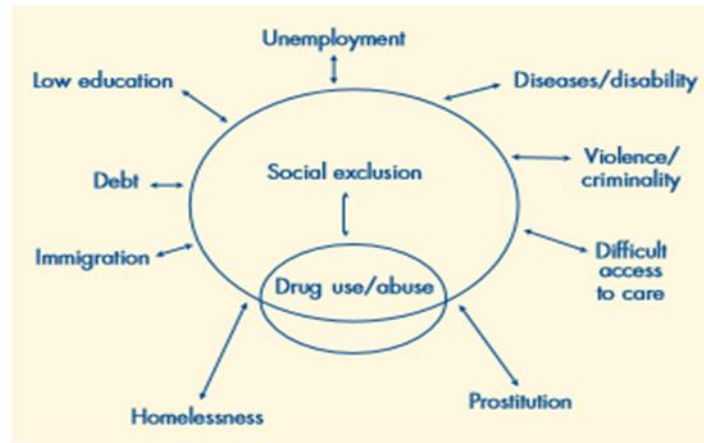 Unemployment
Low education
Diseases/disability
Social exclusion
Debt
Violence/
criminality
Immigration
Difficult
access
to care
Drug use/abuse
Homelessness
Prostitution